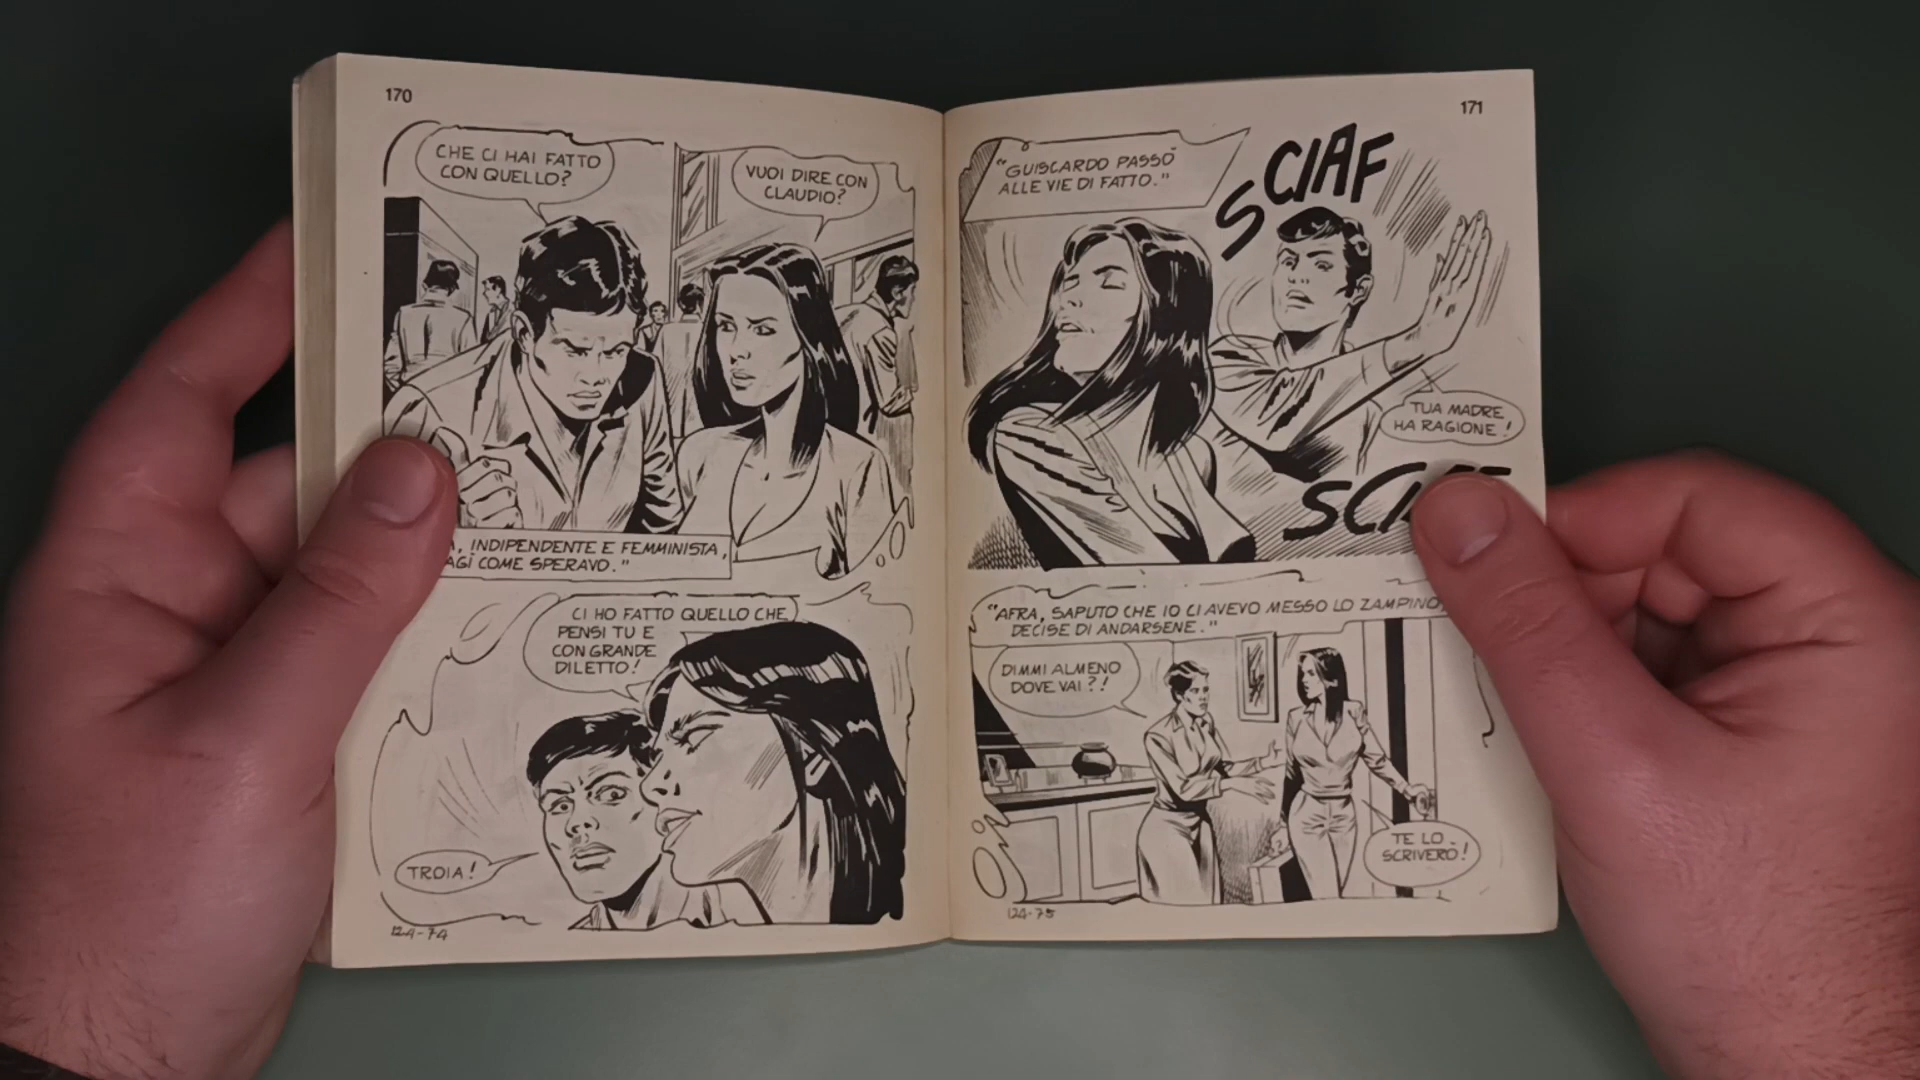 170
CHE CI HAI FATTO
CON QUELLO?
VUOI DIRE CON
CLAUDIO?
INDIPENDENTE E FEMMINISTA,
COME SPERAVO."
CI HO FATTO QUELLO CHE
PENSI TU E
CON GRANDE
DILETTO!
TROIA!
124-74
171
"GUISCARDO PASSÒ
ALLE VIE DI FATTO."
SCIAF
TUA MADRE
HA RAGIONE!
"AFRA, SAPUTO CHE IO CI AVEVO MESSO LO ZAMPINO,
DECISE DI ANDARSENE."
DIMMI ALMENO
DOVE VAI?!
TE LO
SCRIVERÒ!
124-75